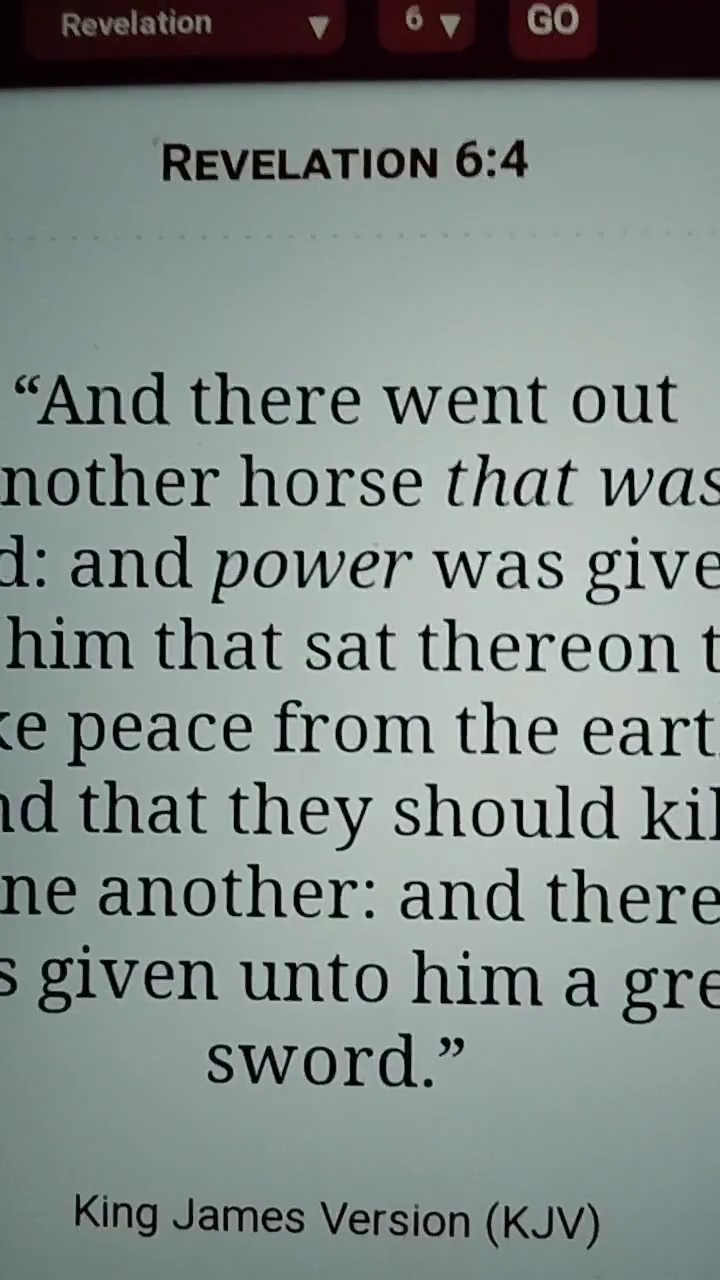 Revelation ▼ 6 ▼ GO
REVELATION 6:4
“And there went out
nother horse that was
d: and power was give
him that sat thereon t
ke peace from the eart
nd that they should kil
ne another: and there
s given unto him a gre
sword.”
King James Version (KJV)